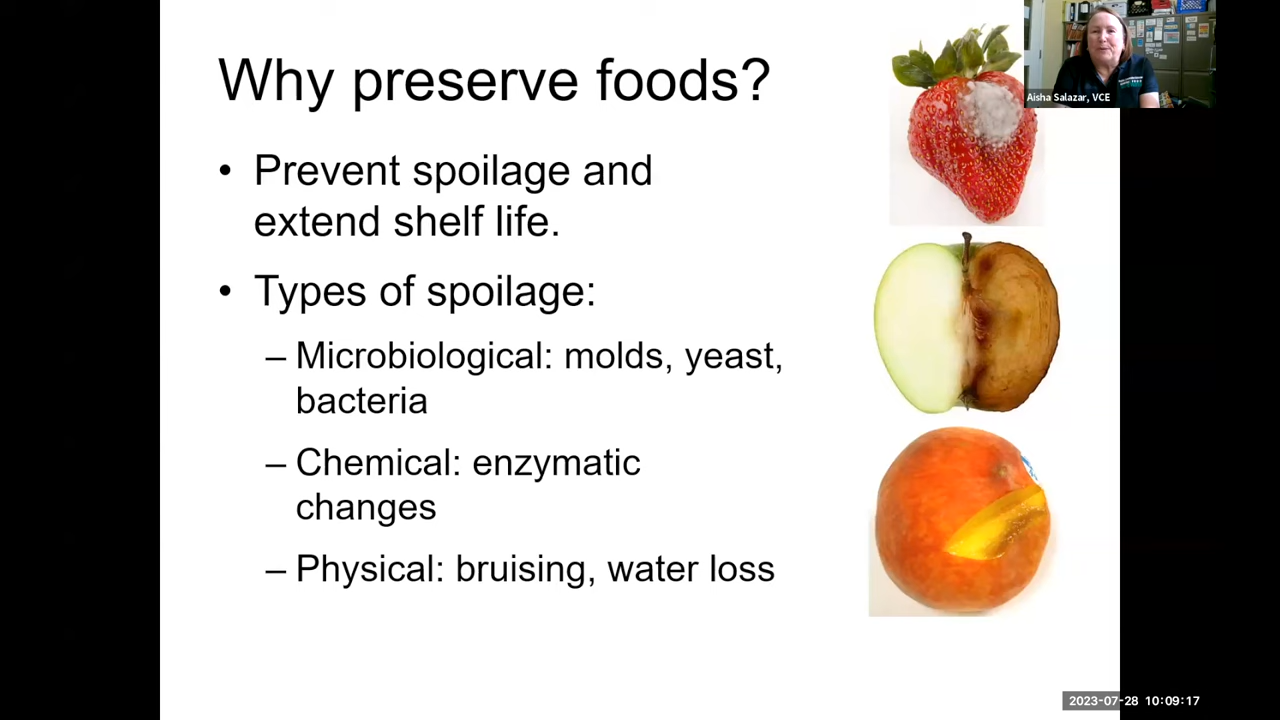 Why preserve foods?
• Prevent spoilage and
extend shelf life.
• Types of spoilage:
– Microbiological: molds, yeast,
bacteria
– Chemical: enzymatic
changes
– Physical: bruising, water loss
Aisha Salazar, VCE
2023-07-28 10:09:17